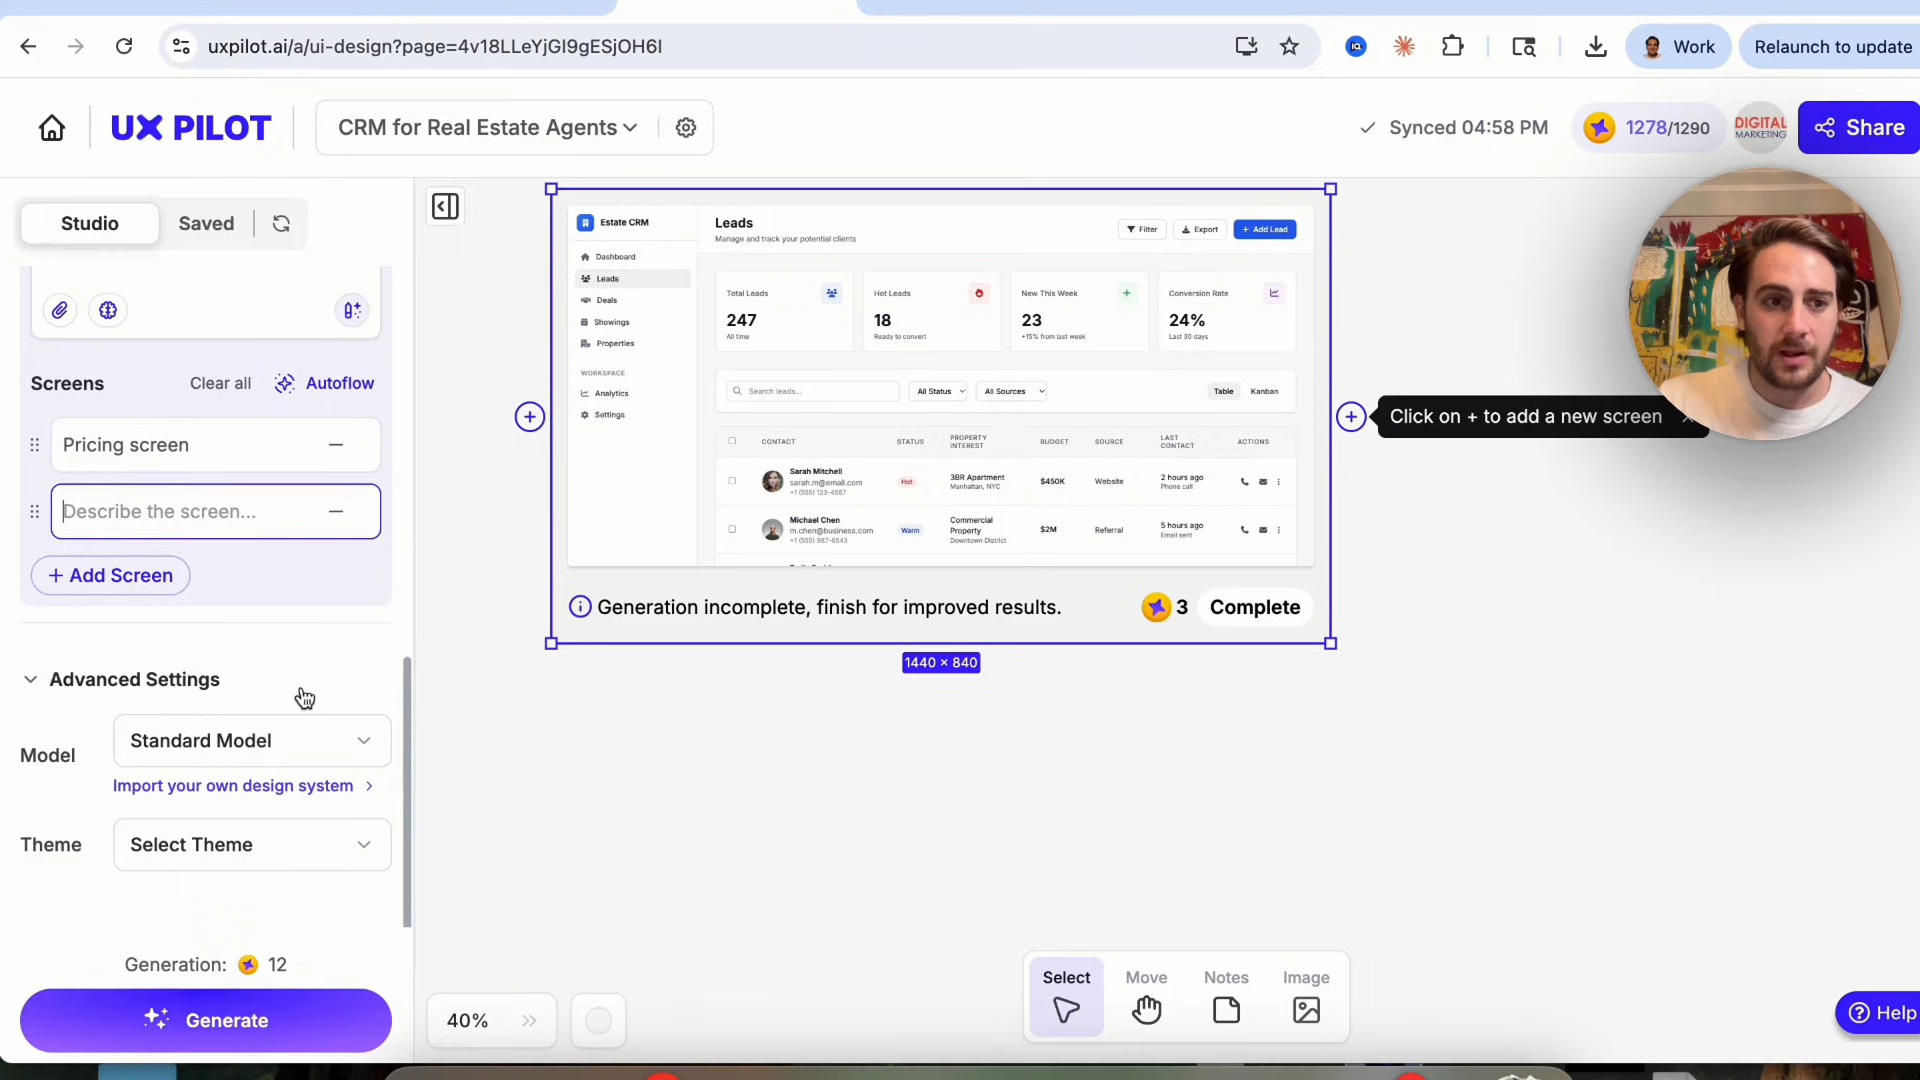 uxpilot.ai/a/ui-design?page=4v18LLeYjGI9gESjOH6I
Work
Relaunch to update
UX PILOT
CRM for Real Estate Agents
Synced 04:58 PM
1278/1290
DIGITAL
MARKETING
Share
Studio
Saved
Screens
Clear all
Autoflow
Pricing screen
Describe the screen...
+ Add Screen
Advanced Settings
Model
Standard Model
Import your own design system
Theme
Select Theme
Generation: 12
Generate
Estate CRM
Dashboard
Leads
Deals
Showings
Properties
WORKSPACE
Analytics
Settings
Leads
Manage and track your potential clients
Filter
Export
+ Add Lead
Total Leads
247
All time
Hot Leads
18
Ready to convert
New This Week
23
+15% from last week
Conversion Rate
24%
Last 30 days
Search leads...
All Status
All Sources
Table
Kanban
CONTACT
STATUS
PROPERTY
INTEREST
BUDGET
SOURCE
LAST
CONTACT
ACTIONS
Sarah Mitchell
sarah.m@email.com
+1 (555) 123-4567
Hot
3BR Apartment
Manhattan, NYC
$450K
Website
2 hours ago
Phone call
Michael Chen
m.chen@business.com
+1 (555) 987-6543
Warm
Commercial
Property
Downtown District
$2M
Referral
5 hours ago
Email sent
Generation incomplete, finish for improved results.
3
Complete
1440 × 840
Click on + to add a new screen
40%
Select
Move
Notes
Image
Help